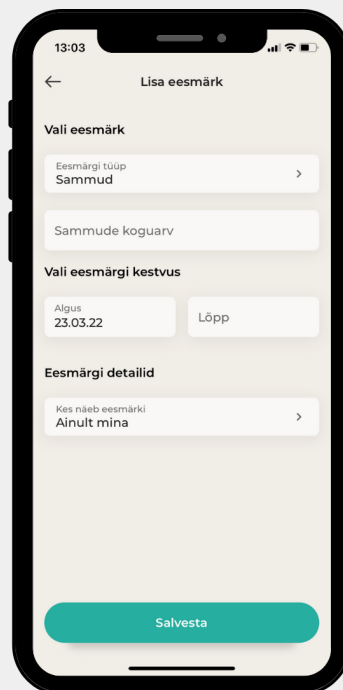 13:03
Lisa eesmärk
Vali eesmärk
Eesmärgi tüüp
Sammud
Sammude koguarv
Vali eesmärgi kestvus
Algus
23.03.22
Lõpp
Eesmärgi detailid
Kes näeb eesmärki
Ainult mina
Salvesta